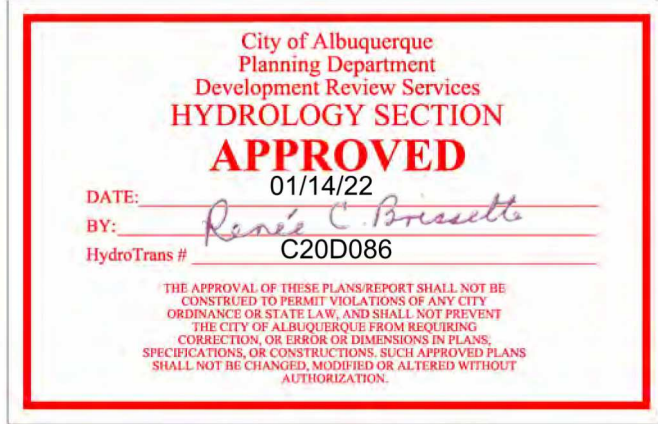 City of Albuquerque
Planning Department
Development Review Services
HYDROLOGY SECTION
APPROVED
DATE: 01/14/22
BY: Renée C. Brissette
HydroTrans # C20D086
THE APPROVAL OF THESE PLANS/REPORT SHALL NOT BE
CONSTRUED TO PERMIT VIOLATIONS OF ANY CITY
ORDINANCE OR STATE LAW, AND SHALL NOT PREVENT
THE CITY OF ALBUQUERQUE FROM REQUIRING
CORRECTION, OR ERROR OR DIMENSIONS IN PLANS,
SPECIFICATIONS, OR CONSTRUCTIONS. SUCH APPROVED PLANS
SHALL NOT BE CHANGED, MODIFIED OR ALTERED WITHOUT
AUTHORIZATION.